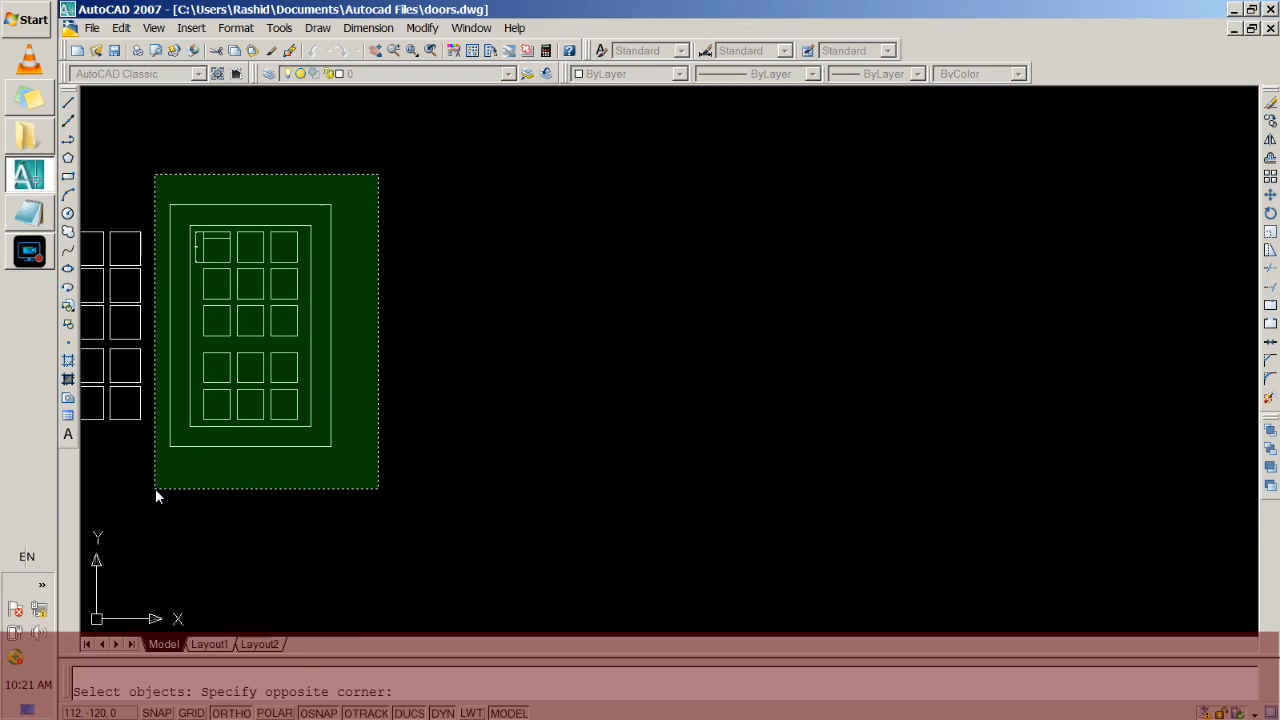 Start
AutoCAD 2007 - [C:\Users\Rashid\Documents\Autocad Files\doors.dwg]
File Edit View Insert Format Tools Draw Dimension Modify Window Help
Standard Standard Standard
AutoCAD Classic 0 ByLayer ByLayer ByLayer ByColor
A
Y
X
EN
»
10:21 AM
Model Layout1 Layout2
Select objects: Specify opposite corner:
112, -120, 0 SNAP GRID ORTHO POLAR OSNAP OTRACK DUCS DYN LWT MODEL